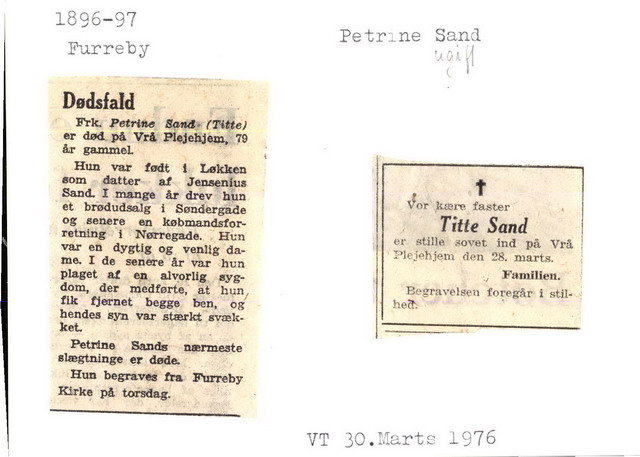 1896-97
Furreby
Petrine Sand
ugift
Dødsfald
Frk. Petrine Sand (Titte)
er død på Vrå Plejehjem, 79
år gammel.
Hun var født i Løkken
som datter af Jensenius
Sand. I mange år drev hun
et brødudsalg i Søndergade
og senere en købmandsfor-
retning i Nørregade. Hun
var en dygtig og venlig da-
me. I de senere år var hun
plaget af en alvorlig syg-
dom, der medførte, at hun
fik fjernet begge ben, og
hendes syn var stærkt svæk-
ket.
Petrine Sands nærmeste
slægtninge er døde.
Hun begraves fra Furreby
Kirke på torsdag.
Vor kære faster
Titte Sand
er stille sovet ind på Vrå
Plejehjem den 28. marts.
Familien.
Begravelsen foregår i stil-
hed.
VT 30.Marts 1976